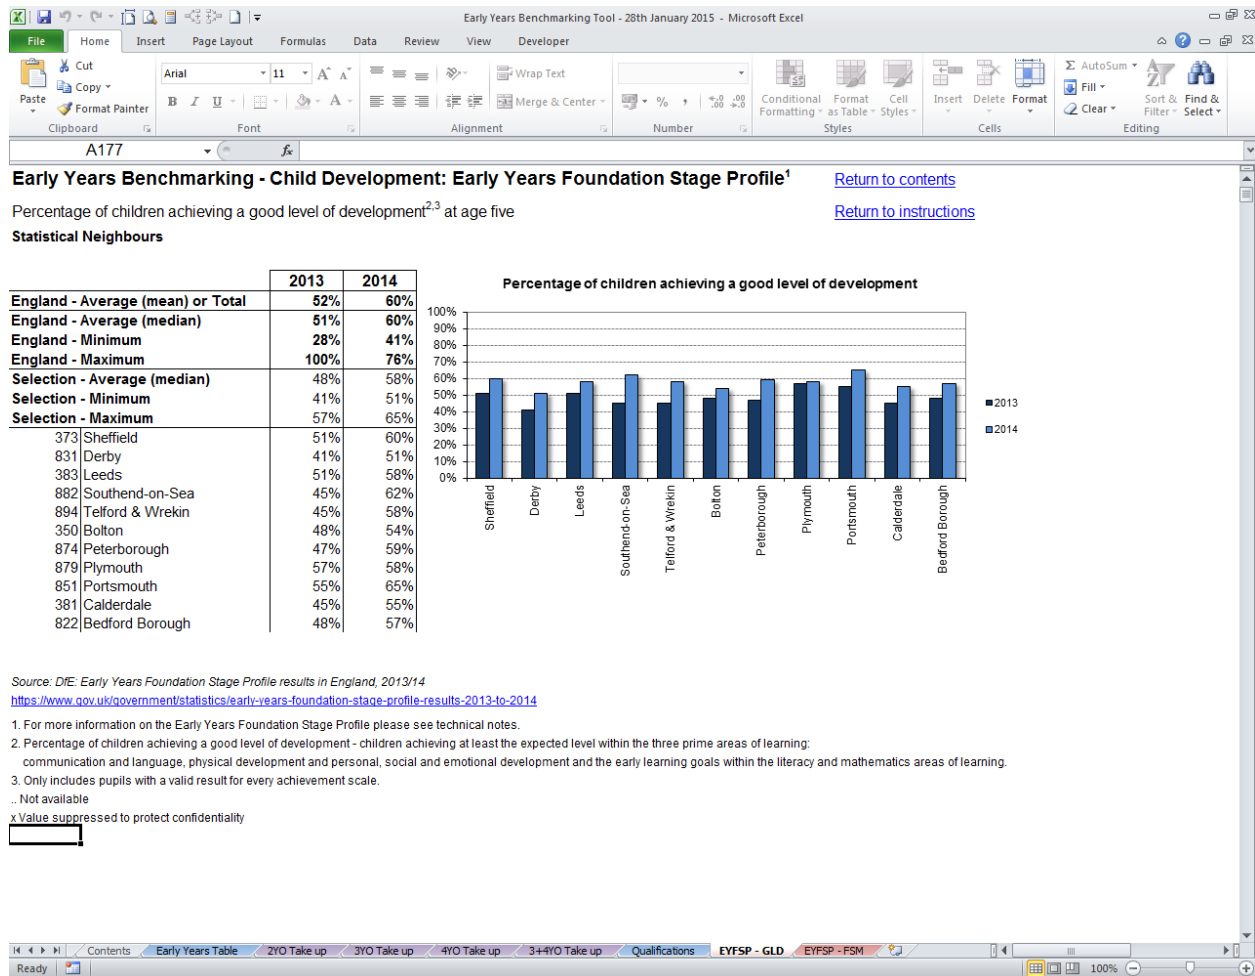 Early Years Benchmarking Tool - 28th January 2015 - Microsoft Excel
File Home Insert Page Layout Formulas Data Review View Developer
Cut
Copy
Format Painter
Paste
Clipboard
Arial 11
B I U
Font
Wrap Text
Merge & Center
Alignment
% , .0 .00 .00 .0
Number
Conditional Formatting
Format as Table
Cell Styles
Styles
Insert Delete Format
Cells
Σ AutoSum
Fill
Clear
Sort & Filter
Find & Select
Editing
A177 fx
Early Years Benchmarking - Child Development: Early Years Foundation Stage Profile1 Return to contents
Percentage of children achieving a good level of development2,3 at age five Return to instructions
Statistical Neighbours
2013 2014
England - Average (mean) or Total 52% 60%
England - Average (median) 51% 60%
England - Minimum 28% 41%
England - Maximum 100% 76%
Selection - Average (median) 48% 58%
Selection - Minimum 41% 51%
Selection - Maximum 57% 65%
373 Sheffield 51% 60%
831 Derby 41% 51%
383 Leeds 51% 58%
882 Southend-on-Sea 45% 62%
894 Telford & Wrekin 45% 58%
350 Bolton 48% 54%
874 Peterborough 47% 59%
879 Plymouth 57% 58%
851 Portsmouth 55% 65%
381 Calderdale 45% 55%
822 Bedford Borough 48% 57%
Percentage of children achieving a good level of development
100%
90%
80%
70%
60%
50%
40%
30%
20%
10%
0%
Sheffield
Derby
Leeds
Southend-on-Sea
Telford & Wrekin
Bolton
Peterborough
Plymouth
Portsmouth
Calderdale
Bedford Borough
2013
2014
Source: DfE: Early Years Foundation Stage Profile results in England, 2013/14
https://www.gov.uk/government/statistics/early-years-foundation-stage-profile-results-2013-to-2014
1. For more information on the Early Years Foundation Stage Profile please see technical notes.
2. Percentage of children achieving a good level of development - children achieving at least the expected level within the three prime areas of learning:
communication and language, physical development and personal, social and emotional development and the early learning goals within the literacy and mathematics areas of learning.
3. Only includes pupils with a valid result for every achievement scale.
.. Not available
x Value suppressed to protect confidentiality
Contents Early Years Table 2YO Take up 3YO Take up 4YO Take up 3+4YO Take up Qualifications EYFSP - GLD EYFSP - FSM
Ready 100%